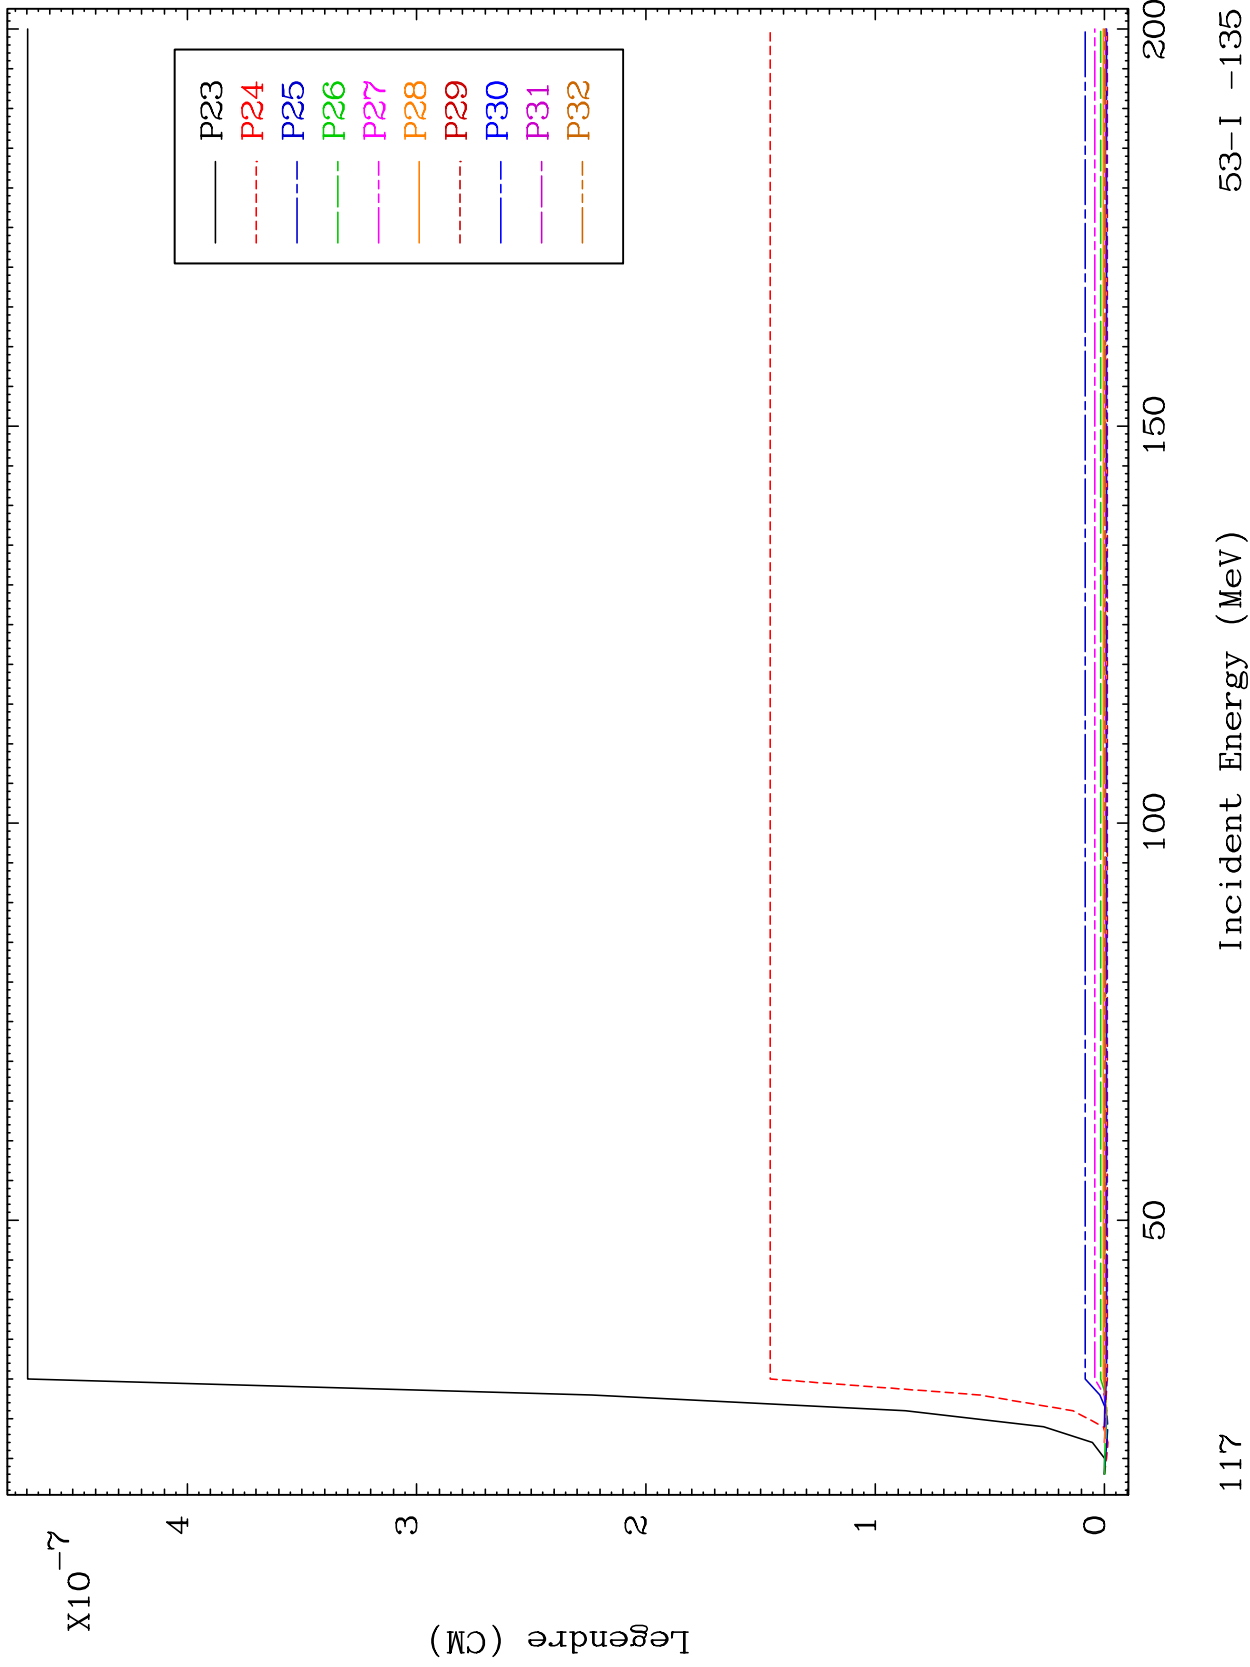 X10-7
Legendre (CM)
4
3
2
1
0
50
100
150
200
P23
P24
P25
P26
P27
P28
P29
P30
P31
P32
117
Incident Energy (MeV)
53-I -135